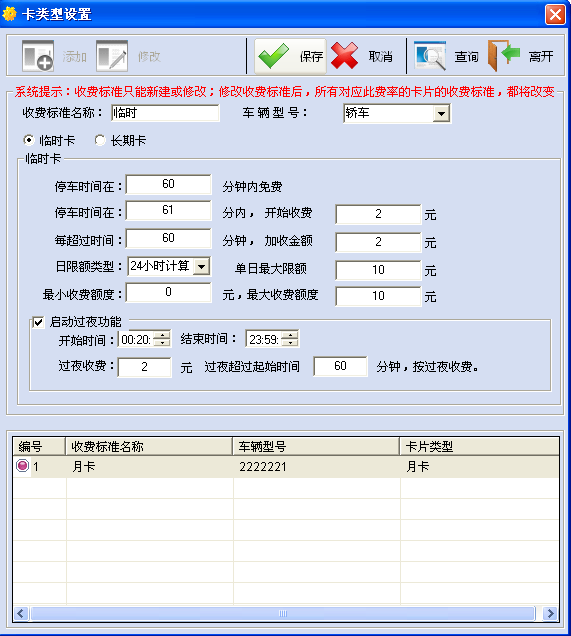 卡类型设置
添加 修改 保存 取消 查询 离开
系统提示：收费标准只能新建或修改；修改收费标准后，所有对应此费率的卡片的收费标准，都将改变
收费标准名称： 临时 车 辆 型 号： 轿车
临时卡 长期卡
临时卡
停车时间在： 60 分钟内免费
停车时间在： 61 分内， 开始收费 2 元
每超过时间： 60 分钟， 加收金额 2 元
日限额类型： 24小时计算 单日最大限额 10 元
最小收费额度： 0 元，最大收费额度 10 元
启动过夜功能
开始时间： 00:20: 结束时间： 23:59:
过夜收费： 2 元 过夜超过起始时间 60 分钟，按过夜收费。
编号 收费标准名称 车辆型号 卡片类型
1 月卡 2222221 月卡